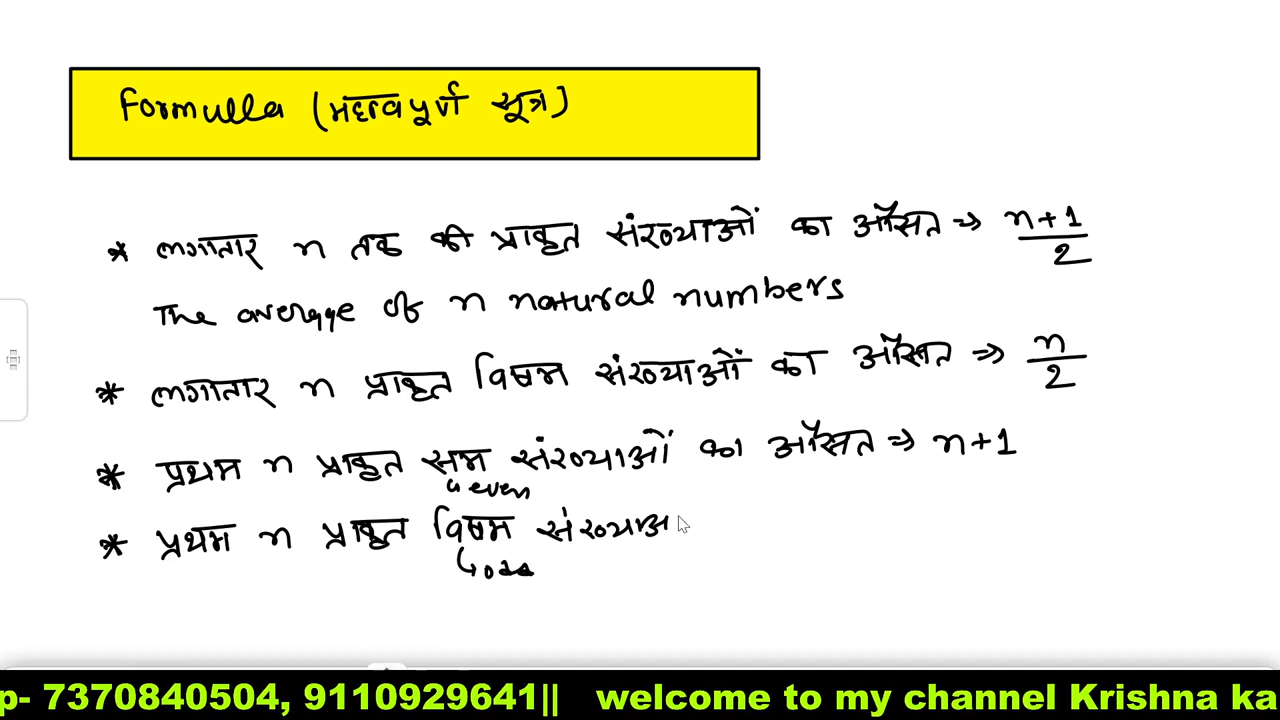 Formulla (महत्वपूर्ण सूत्र)
* लगातार n तक की प्राकृत संख्याओं का औसत ⇒ n+1/2
The average of n natural numbers
* लगातार n प्राकृत विषम संख्याओं का औसत ⇒ n/2
* प्रथम n प्राकृत सम संख्याओं का औसत ⇒ n+1
↳ even
* प्रथम n प्राकृत विषम संख्याअ
↳ odd
p- 7370840504, 9110929641|| welcome to my channel Krishna ka